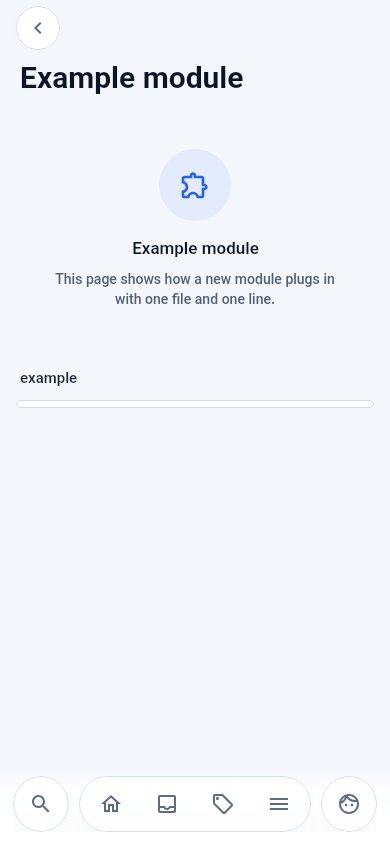 Example module
Example module
This page shows how a new module plugs in
with one file and one line.
example